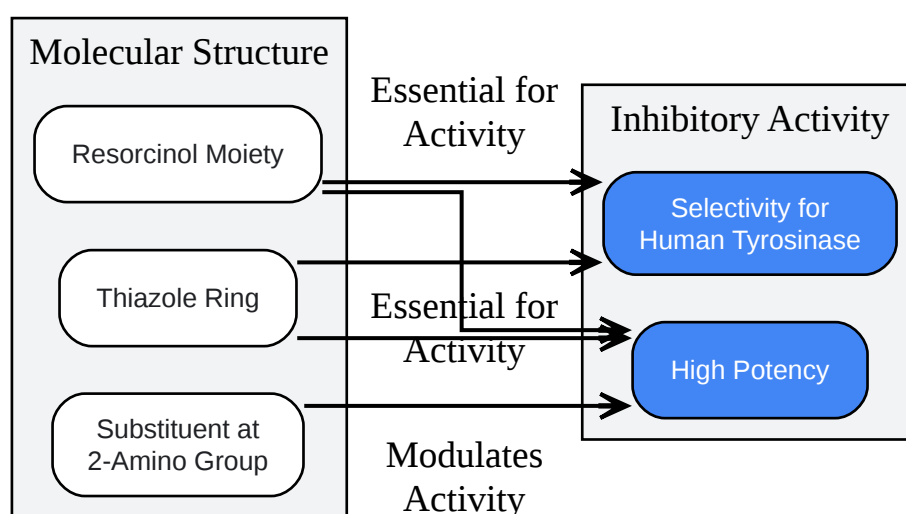 Molecular Structure
Resorcinol Moiety
Thiazole Ring
Substituent at
2-Amino Group
Essential for
Activity
Essential for
Activity
Modulates
Activity
Inhibitory Activity
Selectivity for
Human Tyrosinase
High Potency